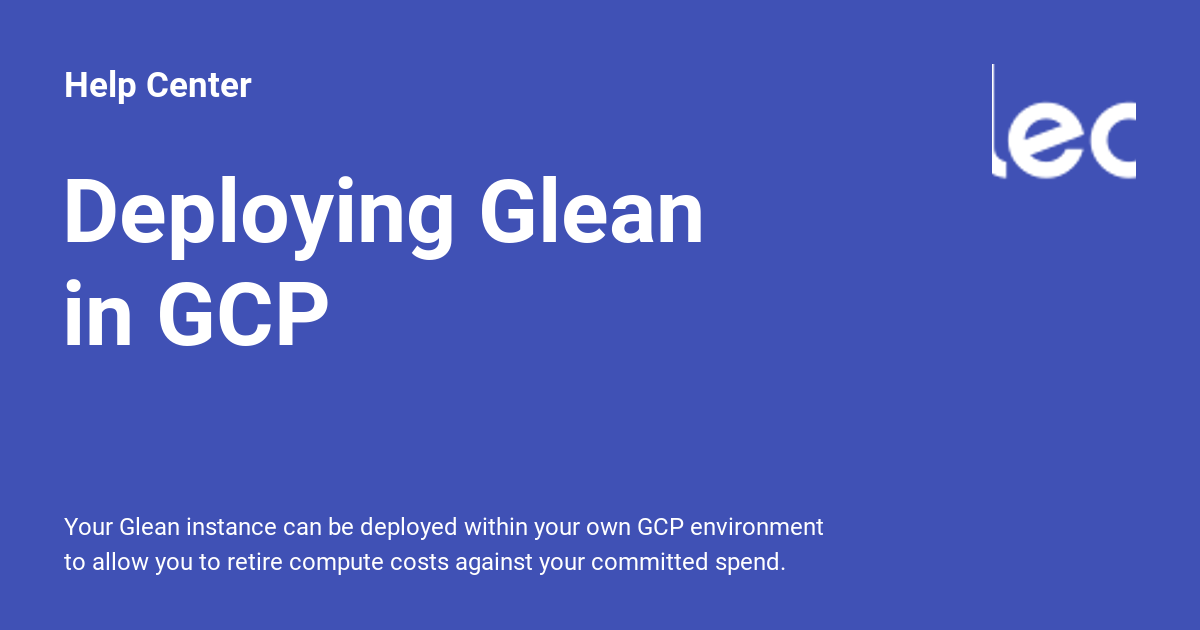 Help Center
lec
Deploying Glean
in GCP
Your Glean instance can be deployed within your own GCP environment
to allow you to retire compute costs against your committed spend.